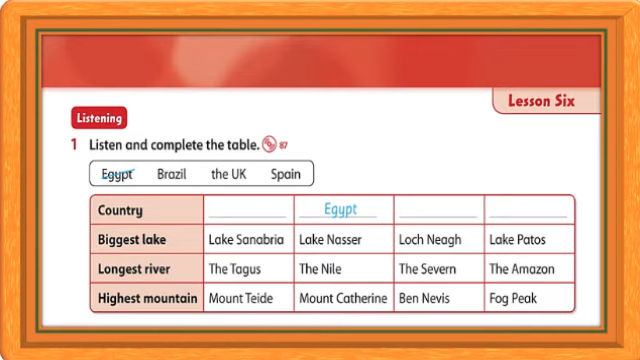 Lesson Six
Listening
1 Listen and complete the table. 87
Egypt Brazil the UK Spain
Country Egypt
Biggest lake Lake Sanabria Lake Nasser Loch Neagh Lake Patos
Longest river The Tagus The Nile The Severn The Amazon
Highest mountain Mount Teide Mount Catherine Ben Nevis Fog Peak